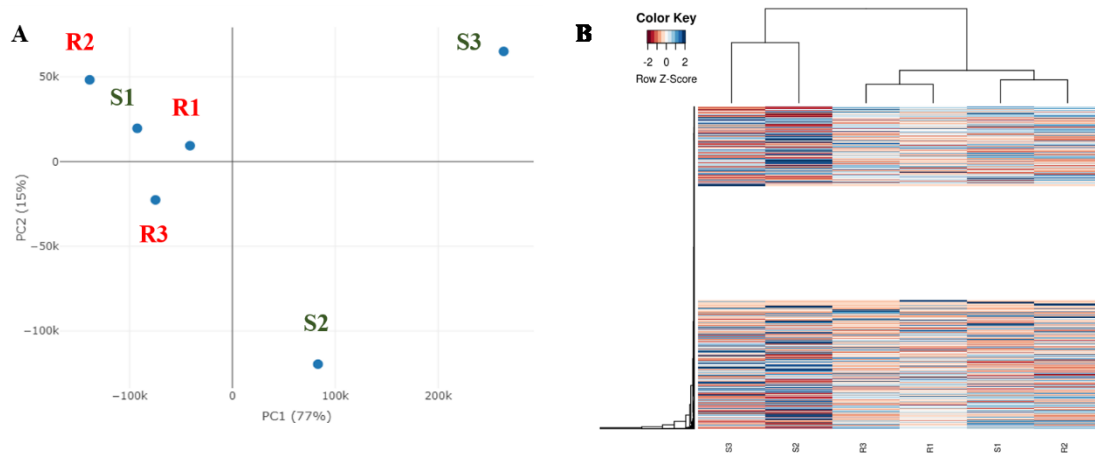 A
R2
S3
S1
R1
R3
S2
50k
0
−50k
−100k
PC2 (15%)
−100k
0
100k
200k
PC1 (77%)
B
Color Key
-2 0 2
Row Z-Score
S3
S2
R3
R1
S1
R2